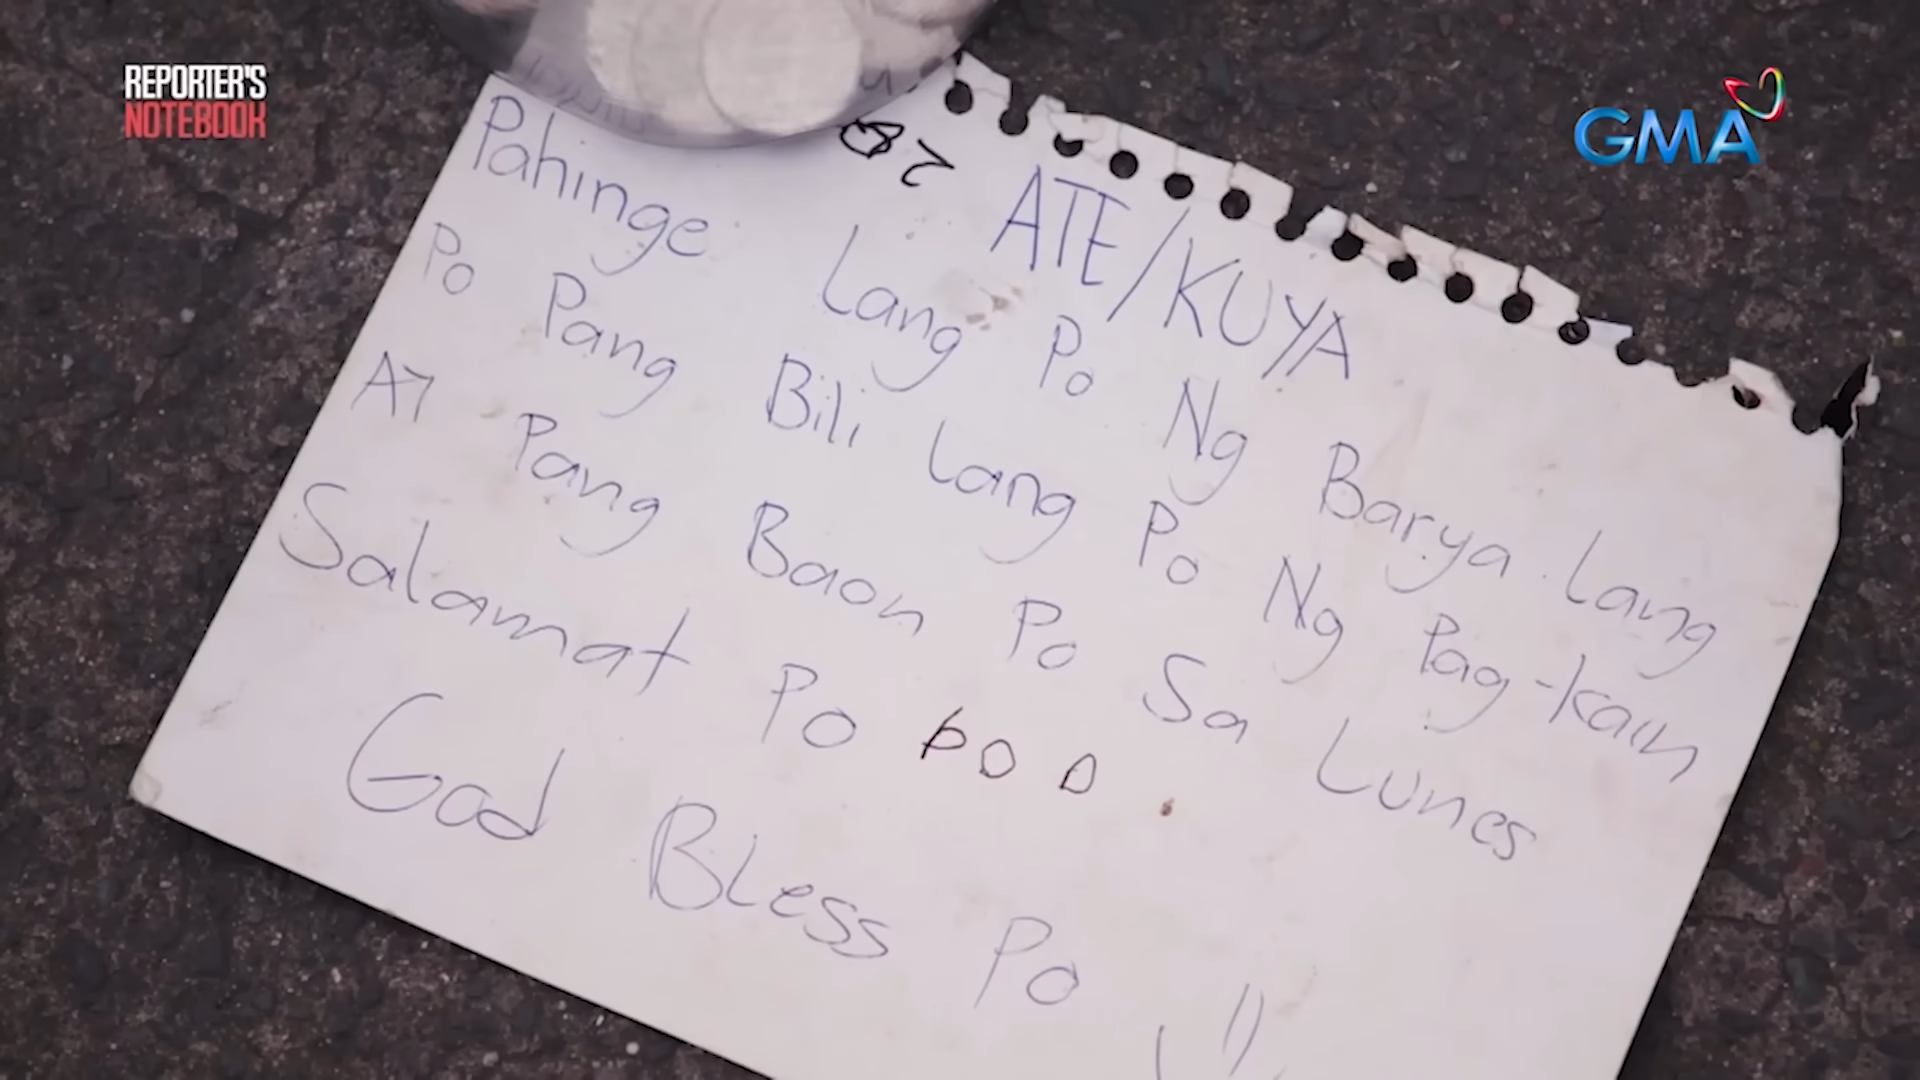 REPORTER'S
NOTEBOOK
GMA
ATE/KUYA
Pahinge Lang Po Ng Barya Lang
Po Pang Bili Lang Po Ng Pag-kain
AT Pang Baon Po Sa Lunes
Salamat Po
God Bless Po